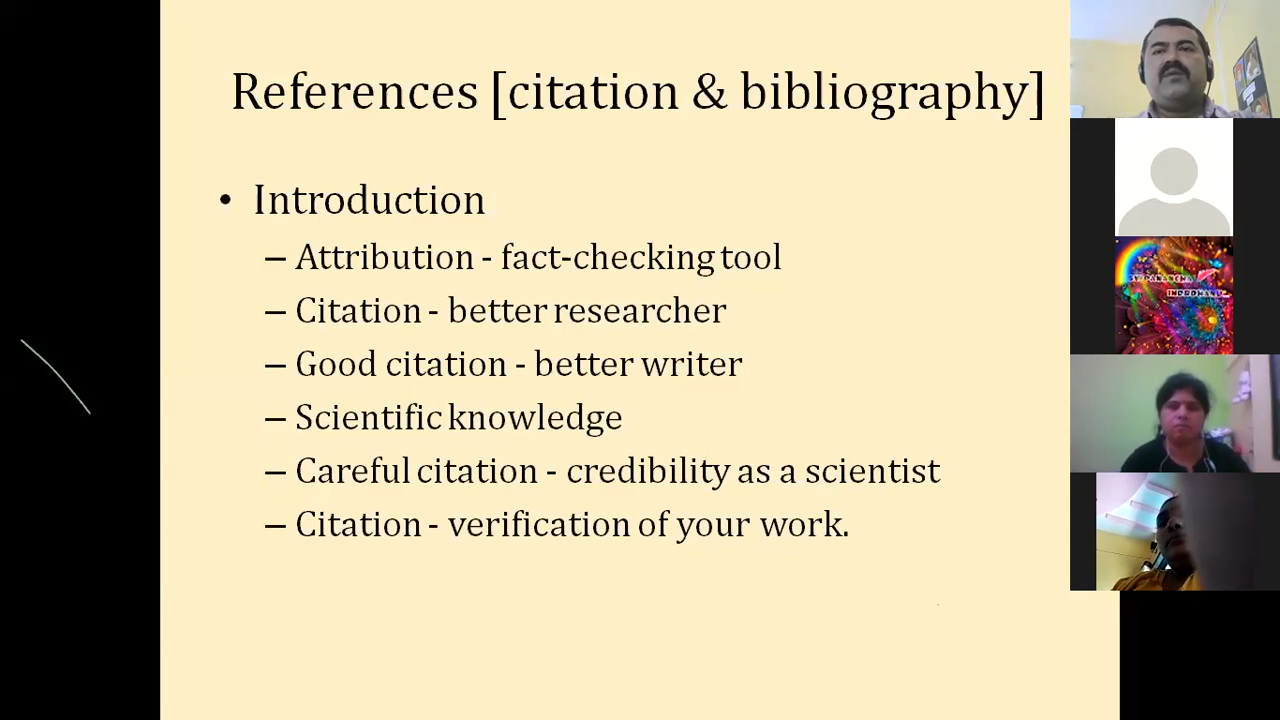 References [citation & bibliography]
• Introduction
– Attribution - fact-checking tool
– Citation - better researcher
– Good citation - better writer
– Scientific knowledge
– Careful citation - credibility as a scientist
– Citation - verification of your work.